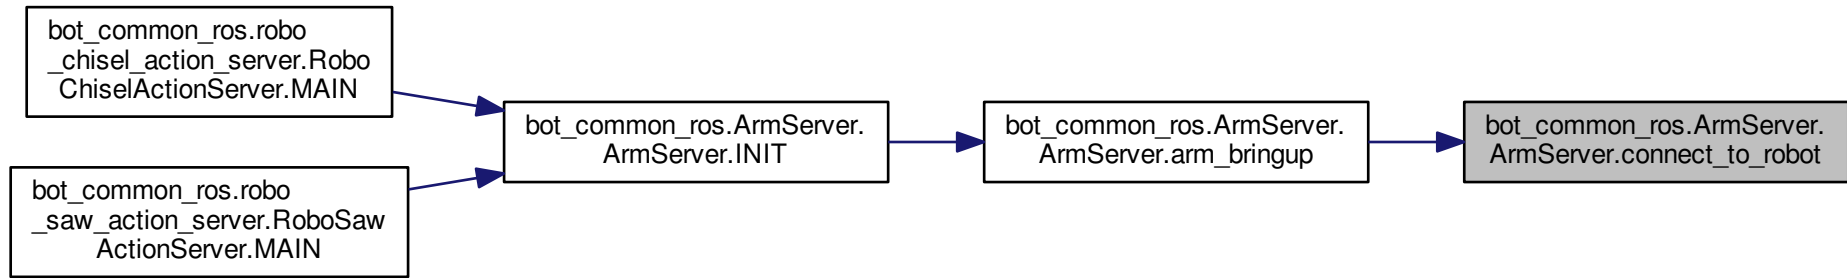 bot_common_ros.robo
_chisel_action_server.Robo
ChiselActionServer.MAIN
bot_common_ros.robo
_saw_action_server.RoboSaw
ActionServer.MAIN
bot_common_ros.ArmServer.
ArmServer.INIT
bot_common_ros.ArmServer.
ArmServer.arm_bringup
bot_common_ros.ArmServer.
ArmServer.connect_to_robot